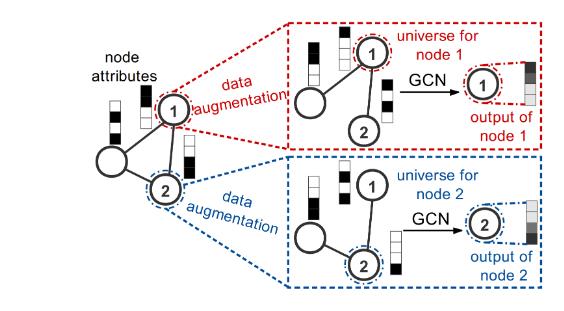 node
attributes
1
2
data
augmentation
data
augmentation
1
2
universe for
node 1
GCN
1
output of
node 1
1
2
universe for
node 2
GCN
2
output of
node 2